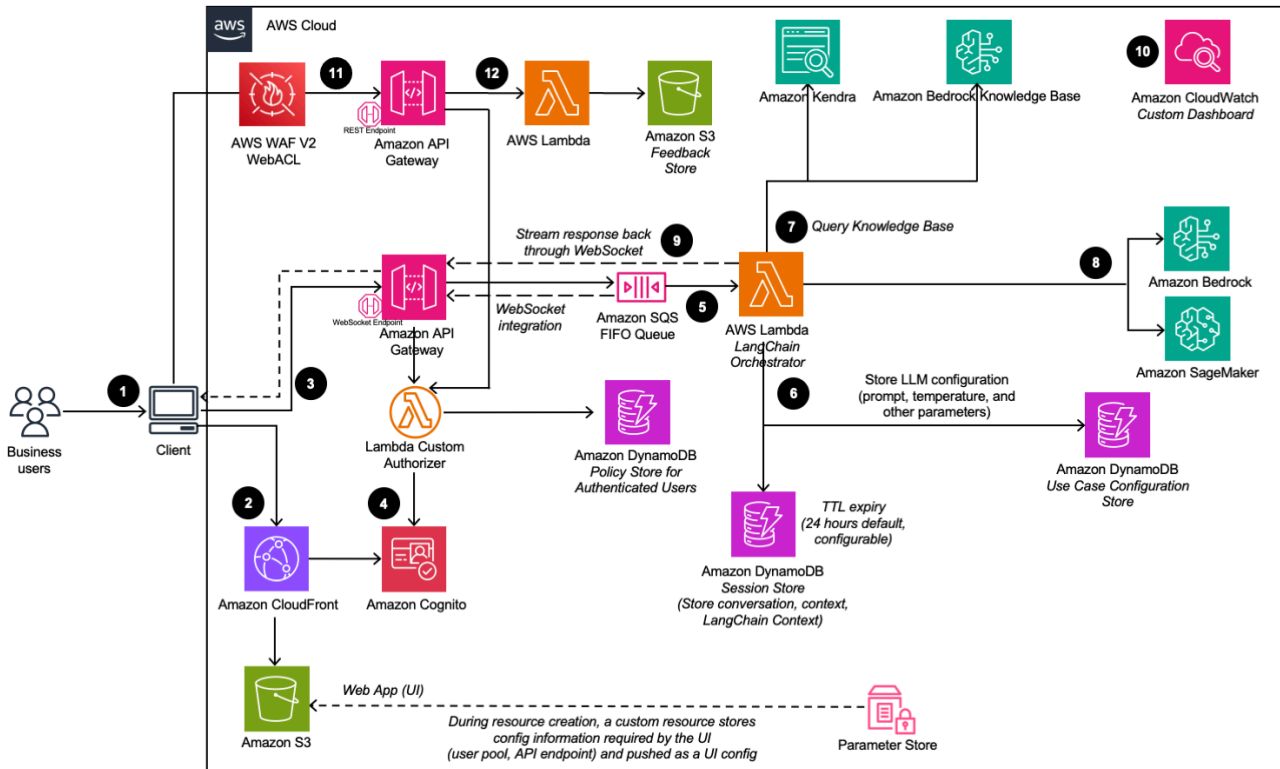 aws
AWS Cloud
11
12
10
AWS WAF V2
WebACL
REST Endpoint
Amazon API
Gateway
AWS Lambda
Amazon S3
Feedback
Store
Amazon Kendra
Amazon Bedrock Knowledge Base
Amazon CloudWatch
Custom Dashboard
7
Query Knowledge Base
Stream response back
through WebSocket
9
8
Amazon Bedrock
Amazon SageMaker
WebSocket Endpoint
Amazon API
Gateway
WebSocket
integration
Amazon SQS
FIFO Queue
5
AWS Lambda
LangChain
Orchestrator
1
3
6
Business
users
Client
Lambda Custom
Authorizer
Amazon DynamoDB
Policy Store for
Authenticated Users
Store LLM configuration
(prompt, temperature, and
other parameters)
Amazon DynamoDB
Use Case Configuration
Store
2
4
TTL expiry
(24 hours default,
configurable)
Amazon CloudFront
Amazon Cognito
Amazon DynamoDB
Session Store
(Store conversation, context,
LangChain Context)
Web App (UI)
During resource creation, a custom resource stores
config information required by the UI
(user pool, API endpoint) and pushed as a UI config
Amazon S3
Parameter Store